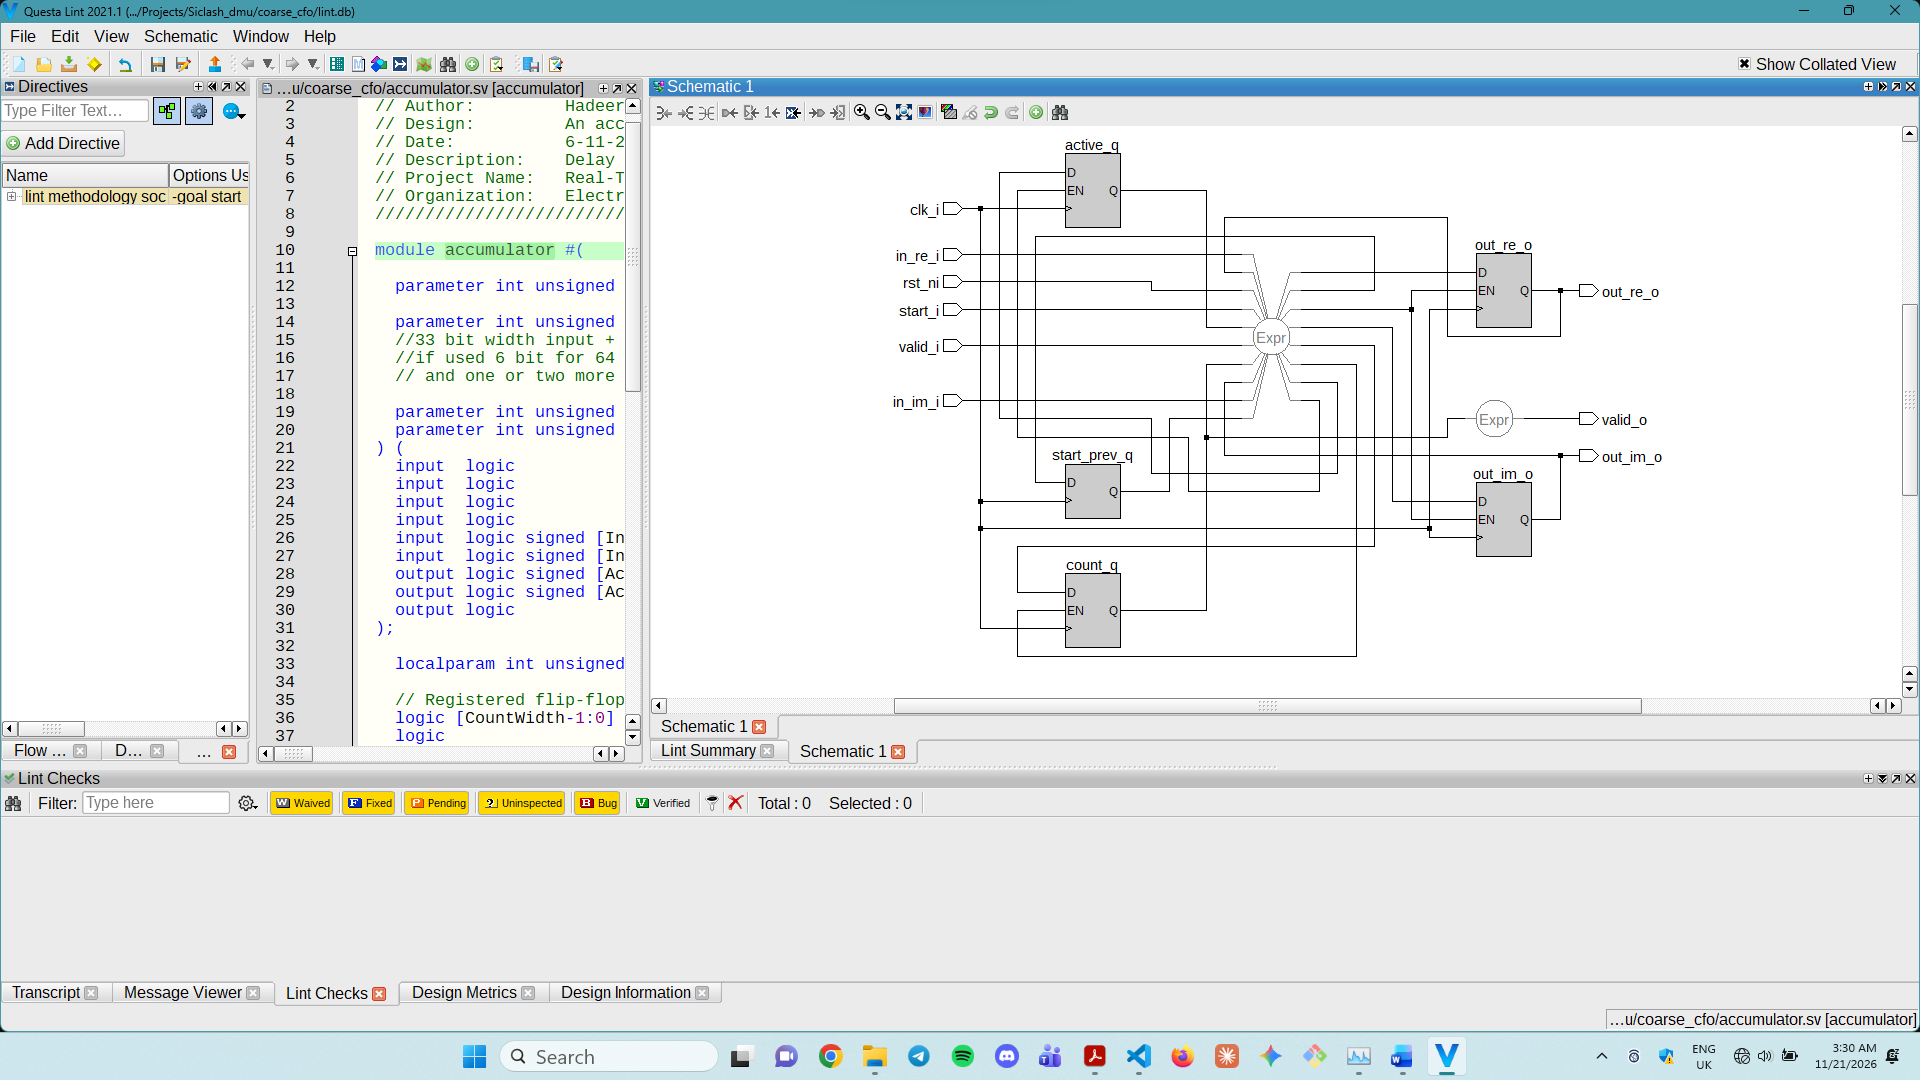 Questa Lint 2021.1 (.../Projects/Siclash_dmu/coarse_cfo/lint.db)
File Edit View Schematic Window Help
Show Collated View
Directives
Type Filter Text…
Add Directive
Name Options Us
lint methodology soc -goal start
Flow ... D... ...
...u/coarse_cfo/accumulator.sv [accumulator]
2 // Author: Hadeer
3 // Design: An acc
4 // Date: 6-11-2
5 // Description: Delay
6 // Project Name: Real-T
7 // Organization: Electr
8 /////////////////////////
9
10 module accumulator #(
11
12 parameter int unsigned
13
14 parameter int unsigned
15 //33 bit width input +
16 //if used 6 bit for 64
17 // and one or two more
18
19 parameter int unsigned
20 parameter int unsigned
21 ) (
22 input logic
23 input logic
24 input logic
25 input logic
26 input logic signed [In
27 input logic signed [In
28 output logic signed [Ac
29 output logic signed [Ac
30 output logic
31 );
32
33 localparam int unsigned
34
35 // Registered flip-flop
36 logic [CountWidth-1:0]
37 logic
Schematic 1
active_q
D
EN Q
clk_i
in_re_i
rst_ni
start_i
valid_i
in_im_i
Expr
out_re_o
D
EN Q
out_re_o
Expr
valid_o
out_im_o
start_prev_q
D
Q
out_im_o
D
EN Q
count_q
D
EN Q
Schematic 1
Lint Summary Schematic 1
Lint Checks
Filter: Type here W Waived F Fixed P Pending ? Uninspected B Bug V Verified Total : 0 Selected : 0
Transcript Message Viewer Lint Checks Design Metrics Design Information
...u/coarse_cfo/accumulator.sv [accumulator]
Search
ENG
UK
3:30 AM
11/21/2026